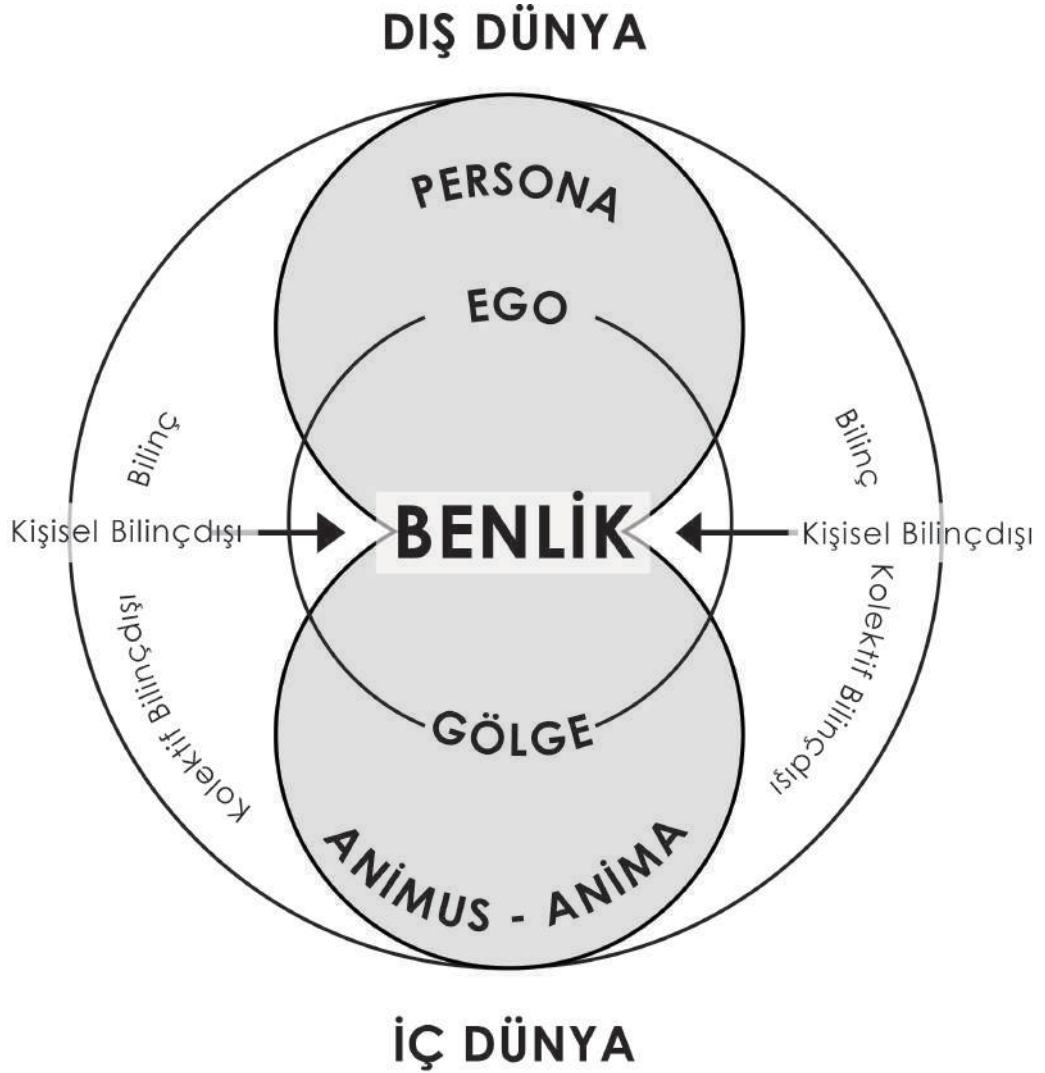 DIŞ DÜNYA
PERSONA
EGO
Bilinç
Bilinç
Kişisel Bilinçdışı
BENLİK
Kişisel Bilinçdışı
Kolektif Bilinçdışı
Kolektif Bilinçdışı
GÖLGE
ANİMUS - ANİMA
İÇ DÜNYA